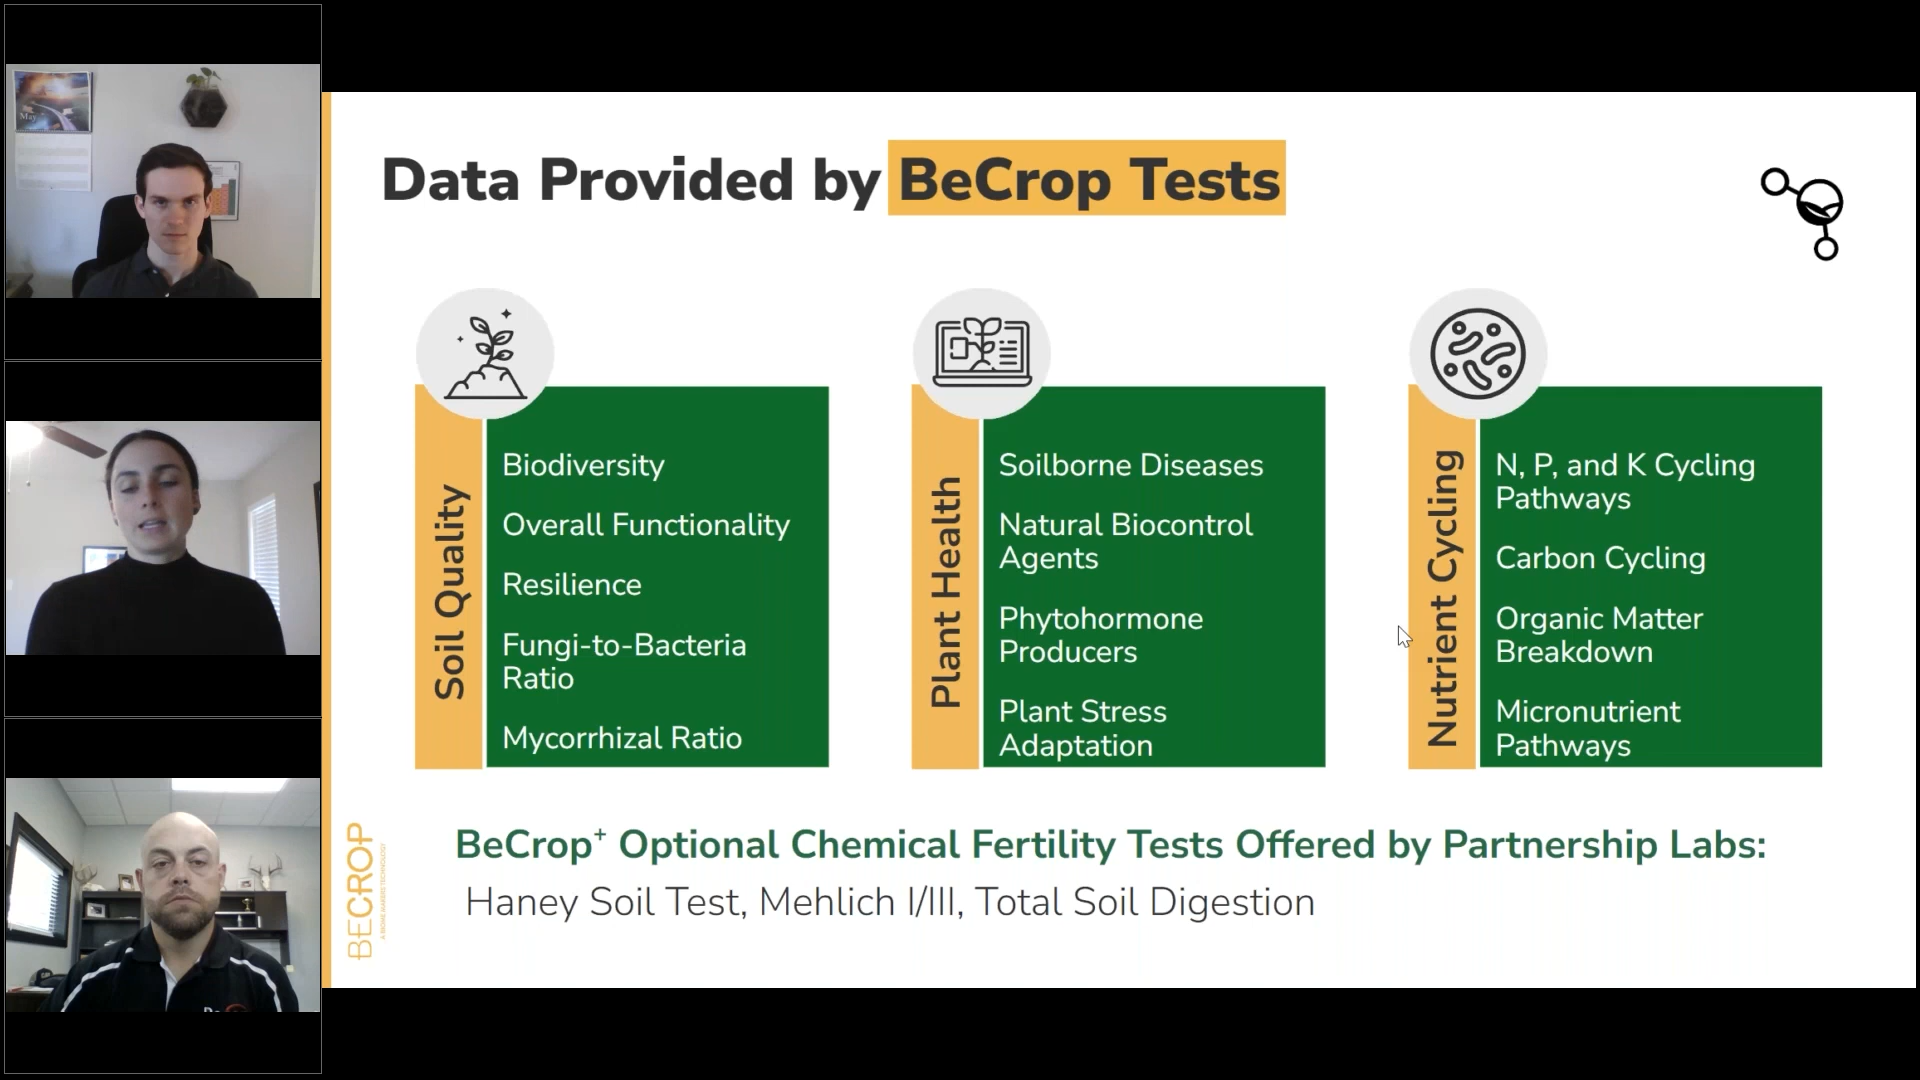 May
Data Provided by BeCrop Tests
Soil Quality
Biodiversity
Overall Functionality
Resilience
Fungi-to-Bacteria
Ratio
Mycorrhizal Ratio
Plant Health
Soilborne Diseases
Natural Biocontrol
Agents
Phytohormone
Producers
Plant Stress
Adaptation
Nutrient Cycling
N, P, and K Cycling
Pathways
Carbon Cycling
Organic Matter
Breakdown
Micronutrient
Pathways
BeCrop+ Optional Chemical Fertility Tests Offered by Partnership Labs:
Haney Soil Test, Mehlich I/III, Total Soil Digestion
BECROP